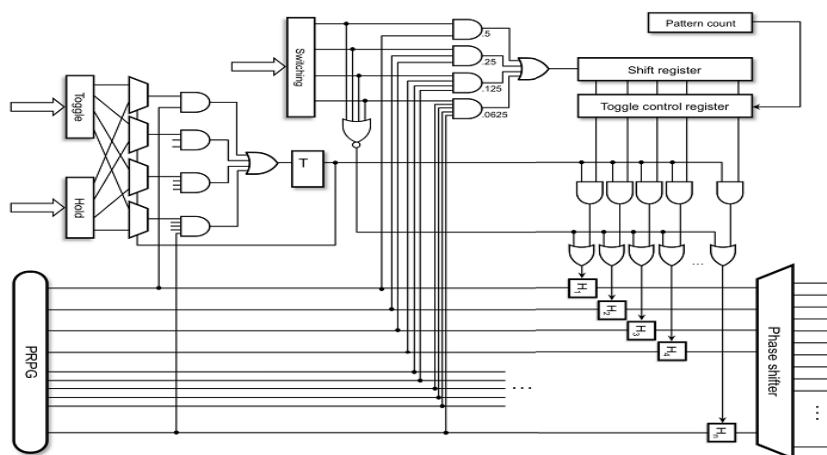 Pattern count
Switching
.5
.25
.125
.0625
Shift register
Toggle control register
Toggle
Hold
T
...
H1
H2
H3
H4
Hn
PRPG
...
Phase shifter
...